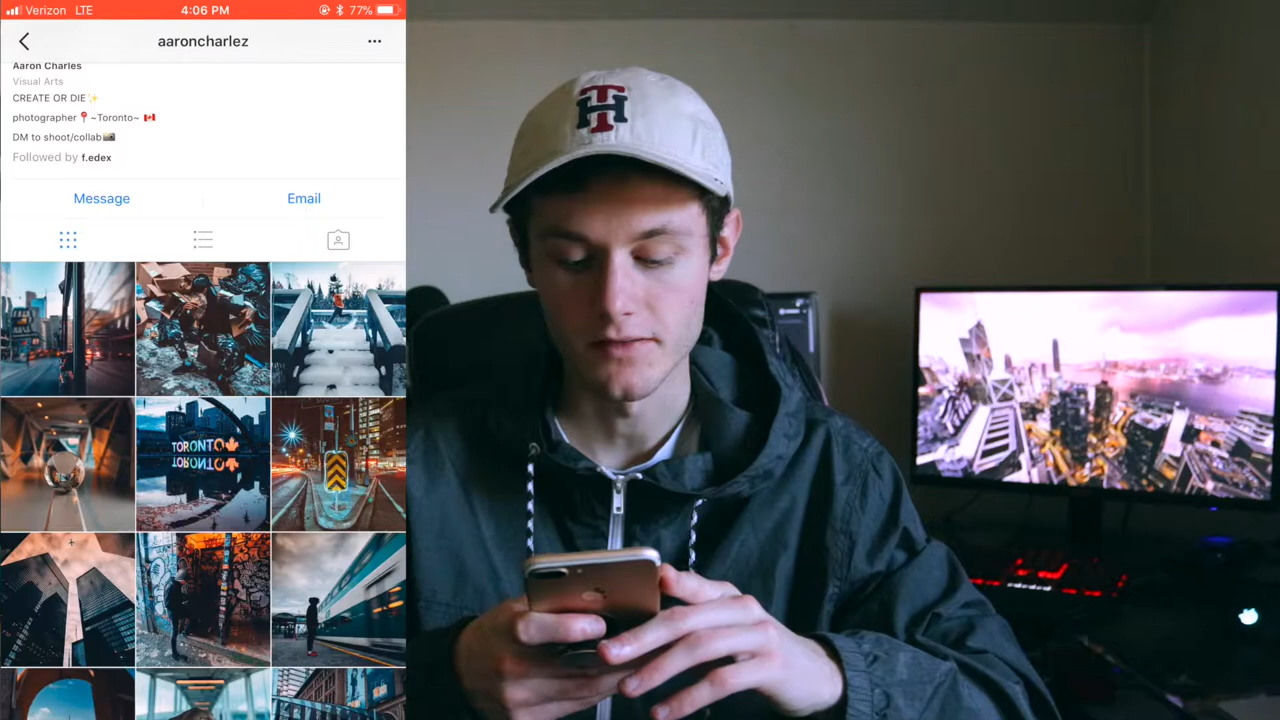 Verizon LTE 4:06 PM 77%
aaroncharlez
Aaron Charles
Visual Arts
CREATE OR DIE✨
photographer📍~Toronto~ 🇨🇦
DM to shoot/collab📸
Followed by f.edex
Message Email
TORONTO
TH